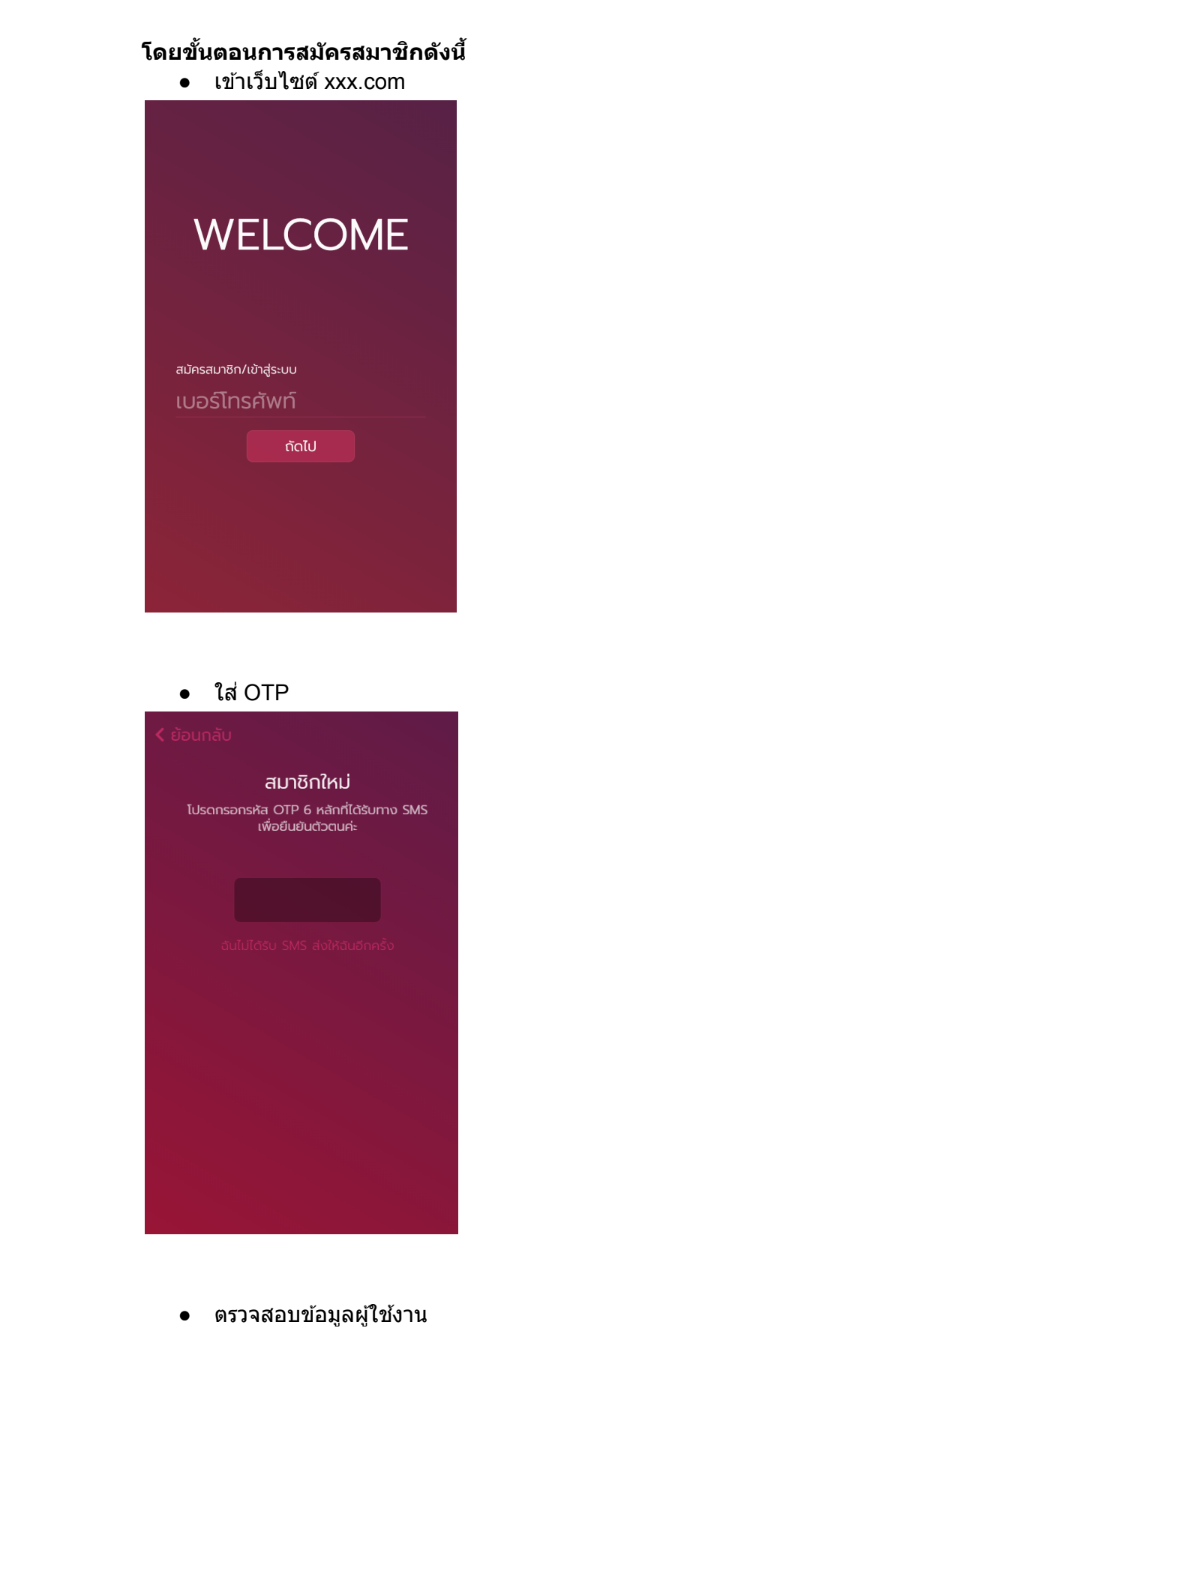 โดยขั้นตอนการสมัครสมาชิกดังนี้
● เข้าเว็บไซต์ xxx.com
WELCOME
สมัครสมาชิก/เข้าสู่ระบบ
เบอร์โทรศัพท์
ถัดไป
● ใส่ OTP
ย้อนกลับ
สมาชิกใหม่
โปรดกรอกรหัส OTP 6 หลักที่ได้รับทาง SMS
เพื่อยืนยันตัวตนค่ะ
ฉันไม่ได้รับ SMS ส่งให้ฉันอีกครั้ง
● ตรวจสอบข้อมูลผู้ใช้งาน